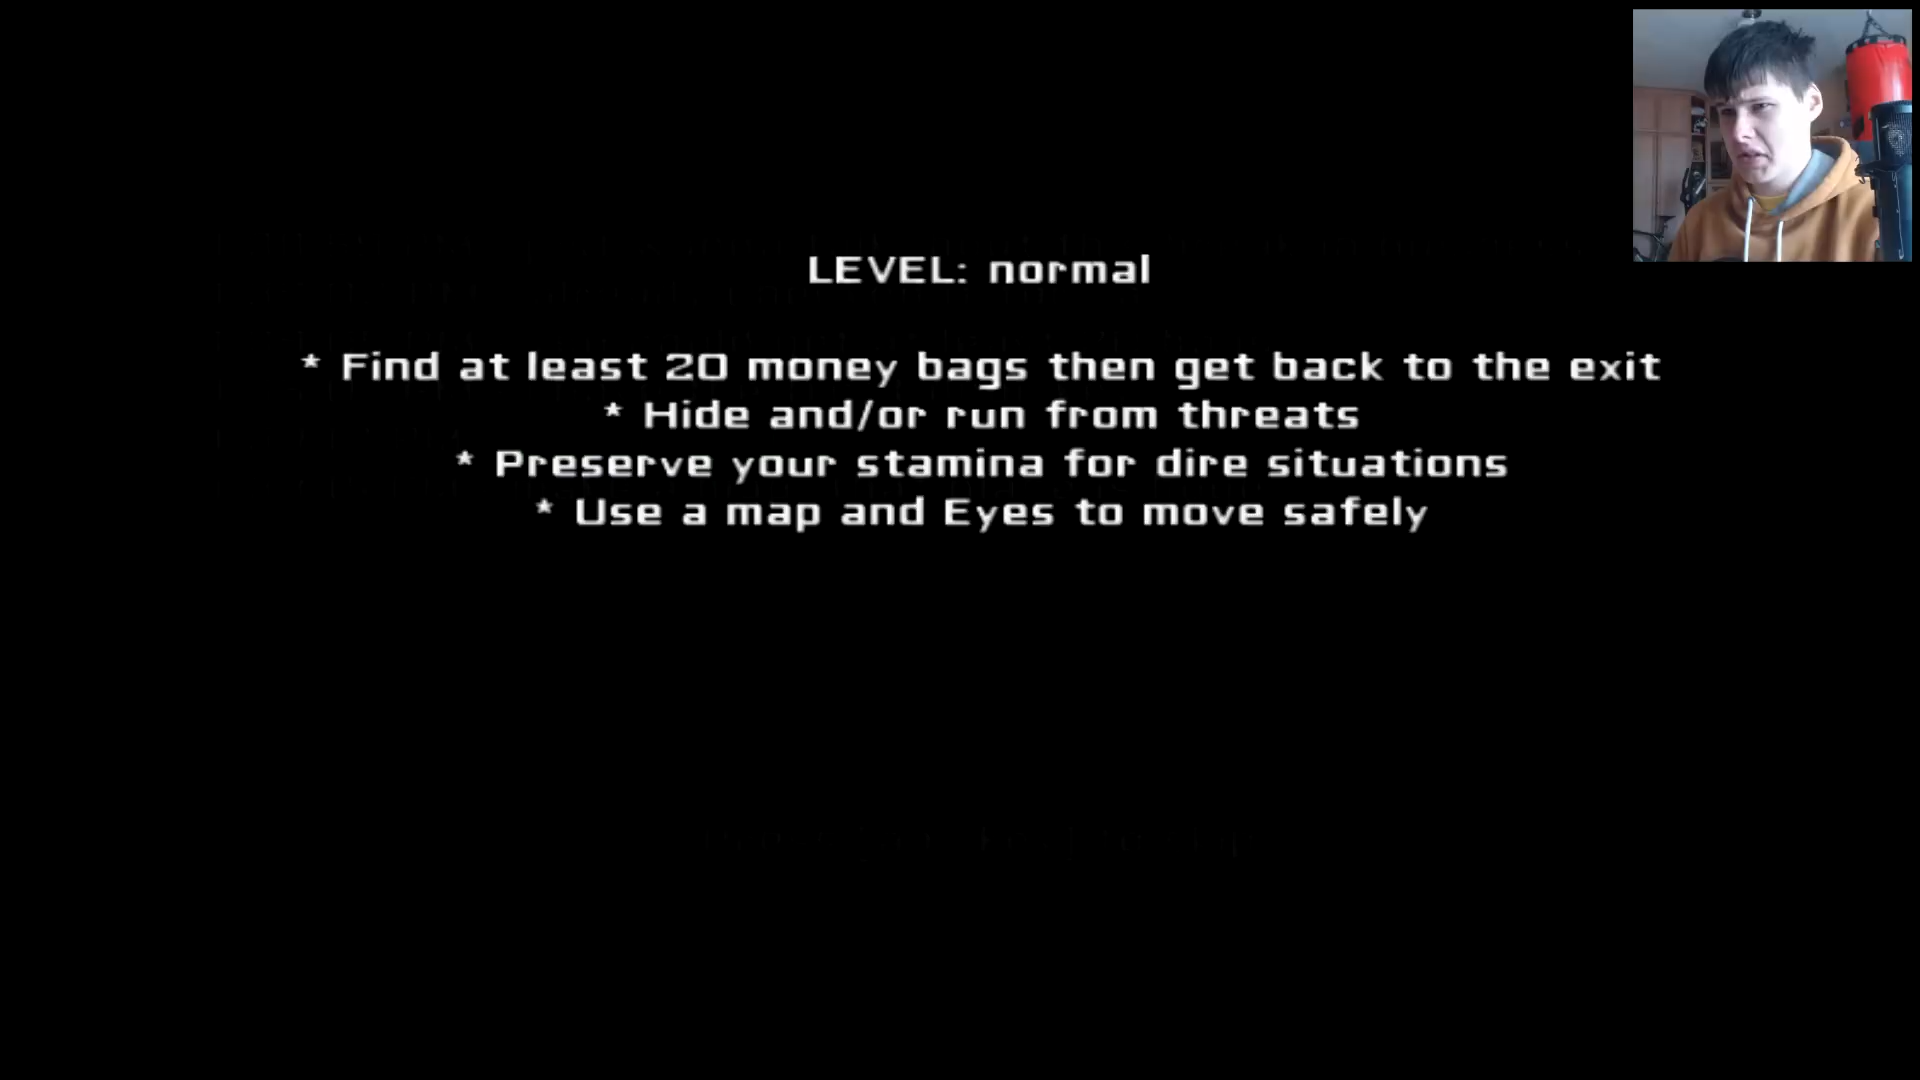 LEVEL: normal
* Find at least 20 money bags then get back to the exit
* Hide and/or run from threats
* Preserve your stamina for dire situations
* Use a map and Eyes to move safely